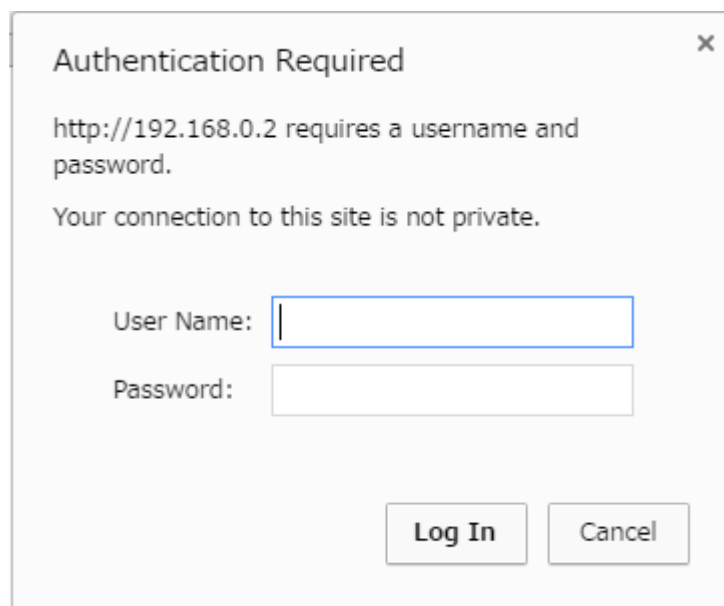 Authentication Required
http://192.168.0.2 requires a username and
password.
Your connection to this site is not private.
User Name:
Password:
Log In
Cancel